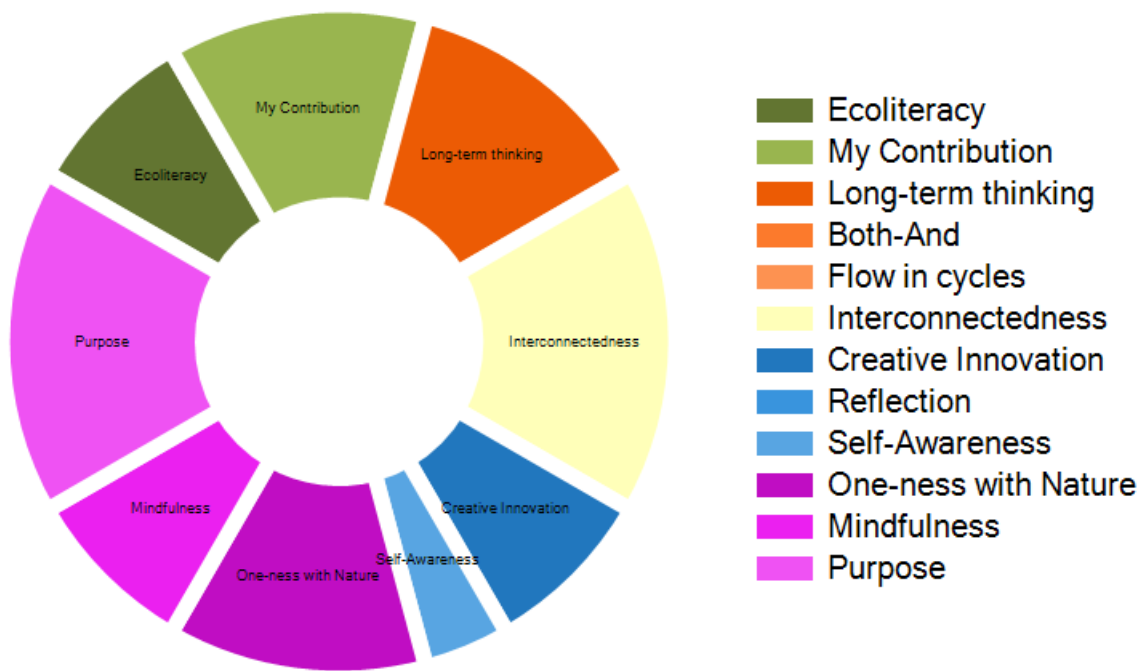 My Contribution
Long-term thinking
Ecoliteracy
Purpose
Interconnectedness
Mindfulness
Creative Innovation
Self-Awareness
One-ness with Nature
Ecoliteracy
My Contribution
Long-term thinking
Both-And
Flow in cycles
Interconnectedness
Creative Innovation
Reflection
Self-Awareness
One-ness with Nature
Mindfulness
Purpose